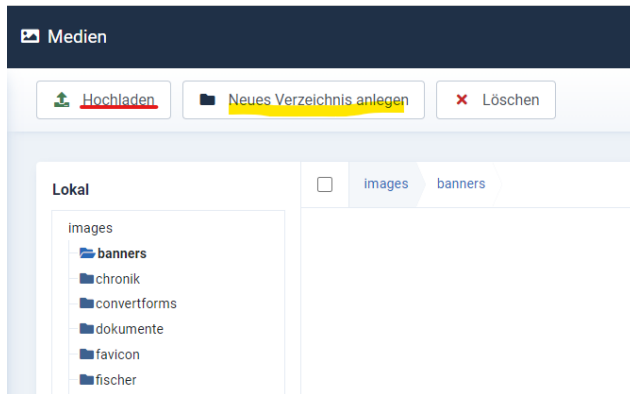 Medien
Hochladen Neues Verzeichnis anlegen Löschen
Lokal
images banners
images
banners
chronik
convertforms
dokumente
favicon
fischer